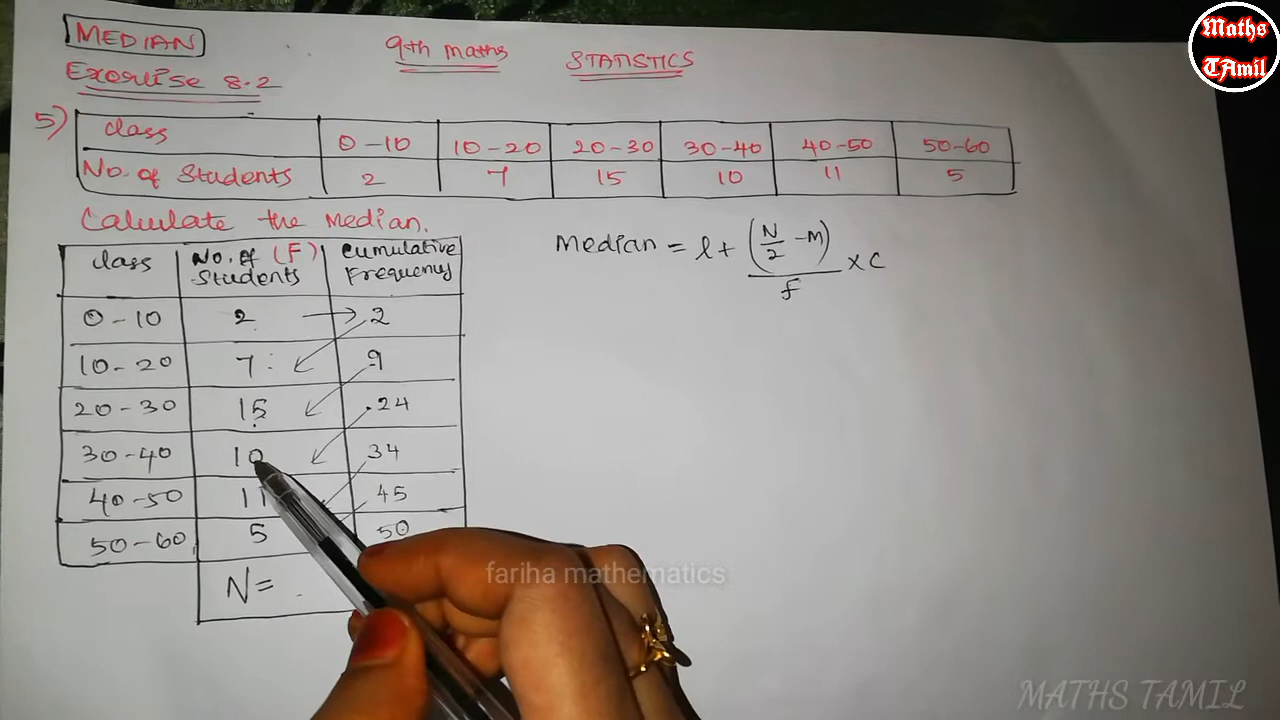 MEDIAN
9th maths STATISTICS
Exercise 8.2
Maths
TAmil
5) class 0-10 10-20 20-30 30-40 40-50 50-60
No. of Students 2 7 15 10 11 5
Calculate the Median.
class No. of (F) Students Cumulative Frequency
0-10 2 2
10-20 7 9
20-30 15 24
30-40 10 34
40-50 11 45
50-60 5 50
N=
Median = l + (N/2 - M)/f × C
fariha mathematics
MATHS TAMIL